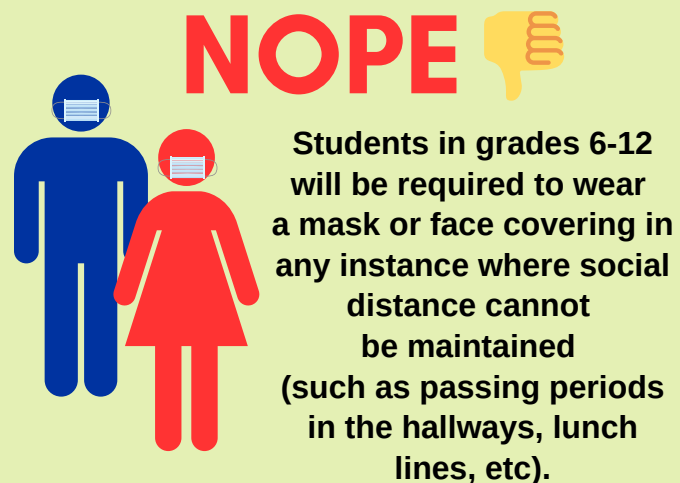 NOPE
Students in grades 6-12
will be required to wear
a mask or face covering in
any instance where social
distance cannot
be maintained
(such as passing periods
in the hallways, lunch
lines, etc).